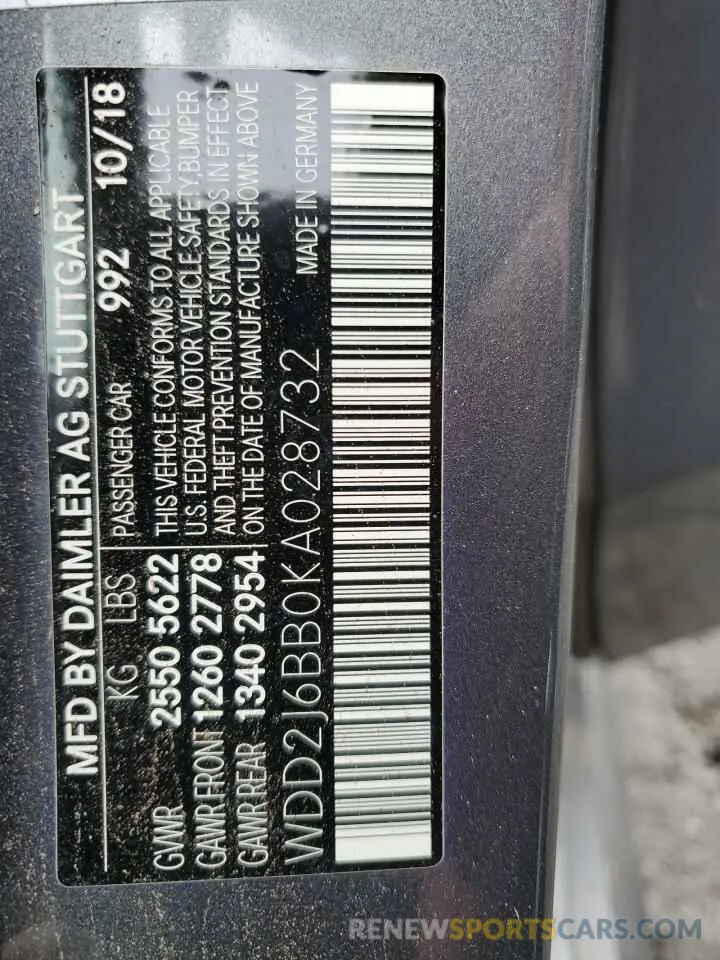 MFD BY DAIMLER AG STUTTGART
KG LBS PASSENGER CAR 992 10/18
GVWR 2550 5622
GAWR FRONT 1260 2778
GAWR REAR 1340 2954
THIS VEHICLE CONFORMS TO ALL APPLICABLE
U.S. FEDERAL MOTOR VEHICLE SAFETY,BUMPER
AND THEFT PREVENTION STANDARDS IN EFFECT
ON THE DATE OF MANUFACTURE SHOWN ABOVE
WDD2J6BB0KA028732 MADE IN GERMANY
RENEWSPORTSCARS.COM